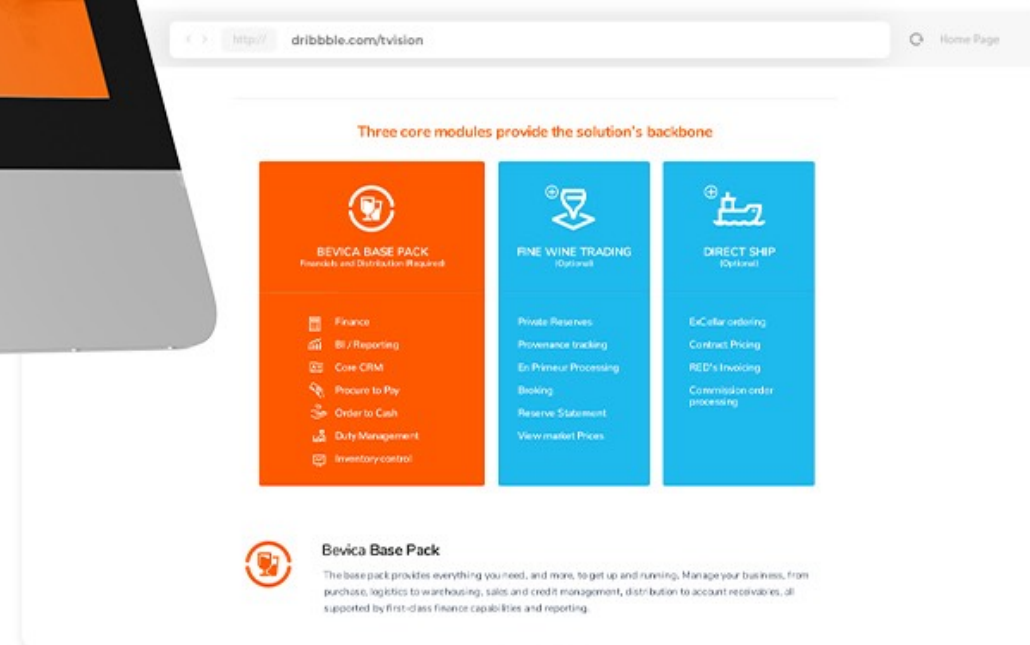 http://
dribbble.com/tvision
Home Page
Three core modules provide the solution's backbone
BEVICA BASE PACK
Financials and Distribution (Required)
Finance
BI / Reporting
Core CRM
Procure to Pay
Order to Cash
Duty Management
Inventory control
FINE WINE TRADING
(Optional)
Private Reserves
Provenance tracking
En Primeur Processing
Broking
Reserve Statement
View market Prices
DIRECT SHIP
(Optional)
ExCellar ordering
Contract Pricing
RED's Invoicing
Commission order
processing
Bevica Base Pack
The base pack provides everything you need, and more, to get up and running. Manage your business, from
purchase, logistics to warehousing, sales and credit management, distribution to account receivables, all
supported by first-class finance capabilities and reporting.